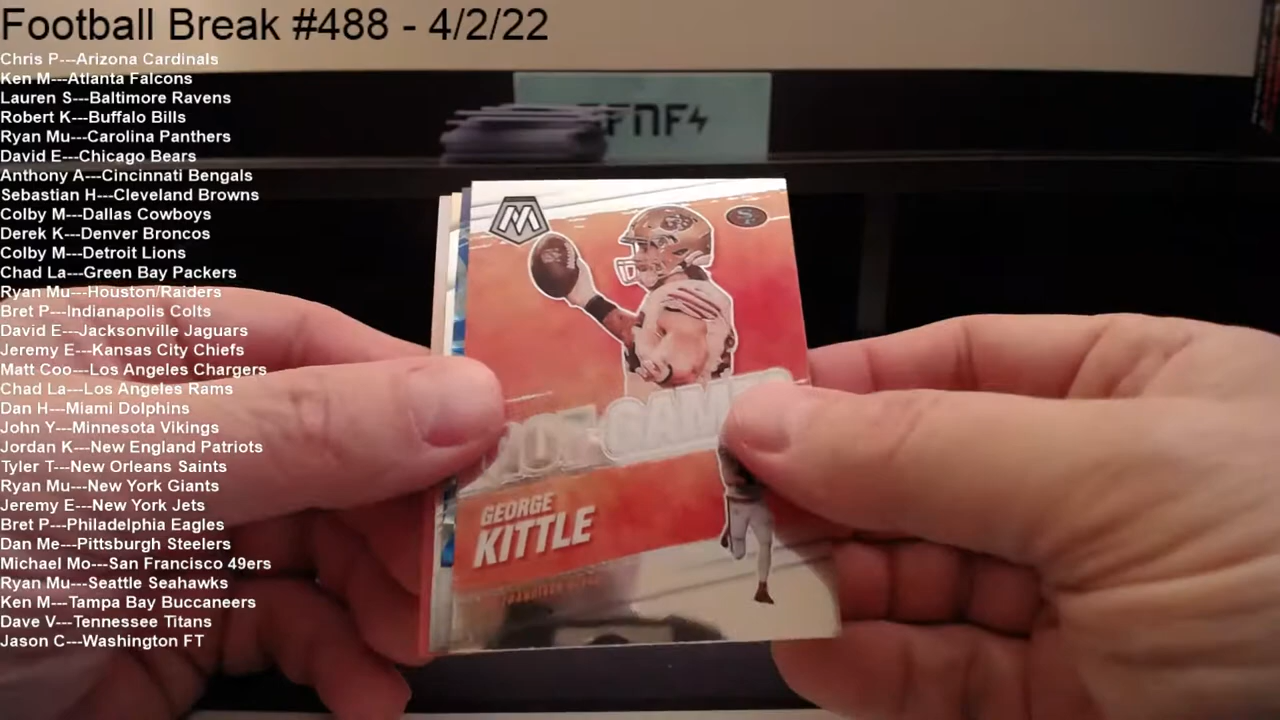 Football Break #488 - 4/2/22
Chris P---Arizona Cardinals
Ken M---Atlanta Falcons
Lauren S---Baltimore Ravens
Robert K---Buffalo Bills
Ryan Mu---Carolina Panthers
David E---Chicago Bears
Anthony A---Cincinnati Bengals
Sebastian H---Cleveland Browns
Colby M---Dallas Cowboys
Derek K---Denver Broncos
Colby M---Detroit Lions
Chad La---Green Bay Packers
Ryan Mu---Houston/Raiders
Bret P---Indianapolis Colts
David E---Jacksonville Jaguars
Jeremy E---Kansas City Chiefs
Matt Coo---Los Angeles Chargers
Chad La---Los Angeles Rams
Dan H---Miami Dolphins
John Y---Minnesota Vikings
Jordan K---New England Patriots
Tyler T---New Orleans Saints
Ryan Mu---New York Giants
Jeremy E---New York Jets
Bret P---Philadelphia Eagles
Dan Me---Pittsburgh Steelers
Michael Mo---San Francisco 49ers
Ryan Mu---Seattle Seahawks
Ken M---Tampa Bay Buccaneers
Dave V---Tennessee Titans
Jason C---Washington FT
M
SF
GEORGE
KITTLE